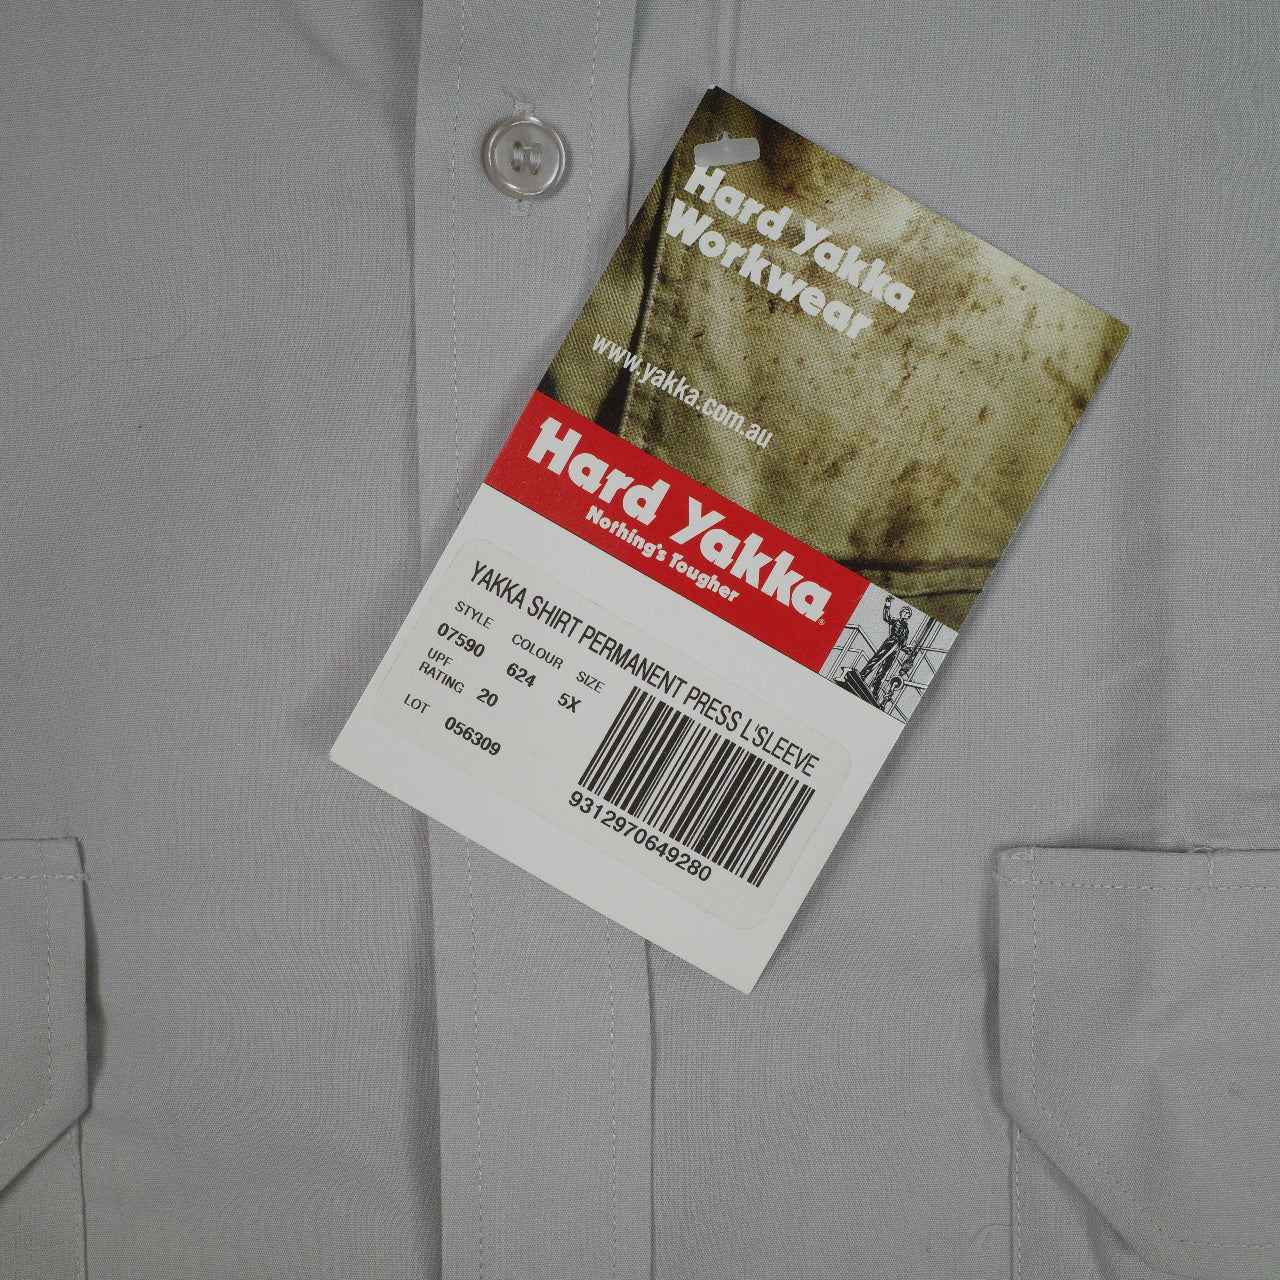 Hard Yakka
Workwear
www.yakka.com.au
Hard Yakka®
Nothing's Tougher
YAKKA SHIRT PERMANENT PRESS L'SLEEVE
STYLE COLOUR SIZE
07590 624 5X
UPF
RATING 20
LOT 056309
9312970649280